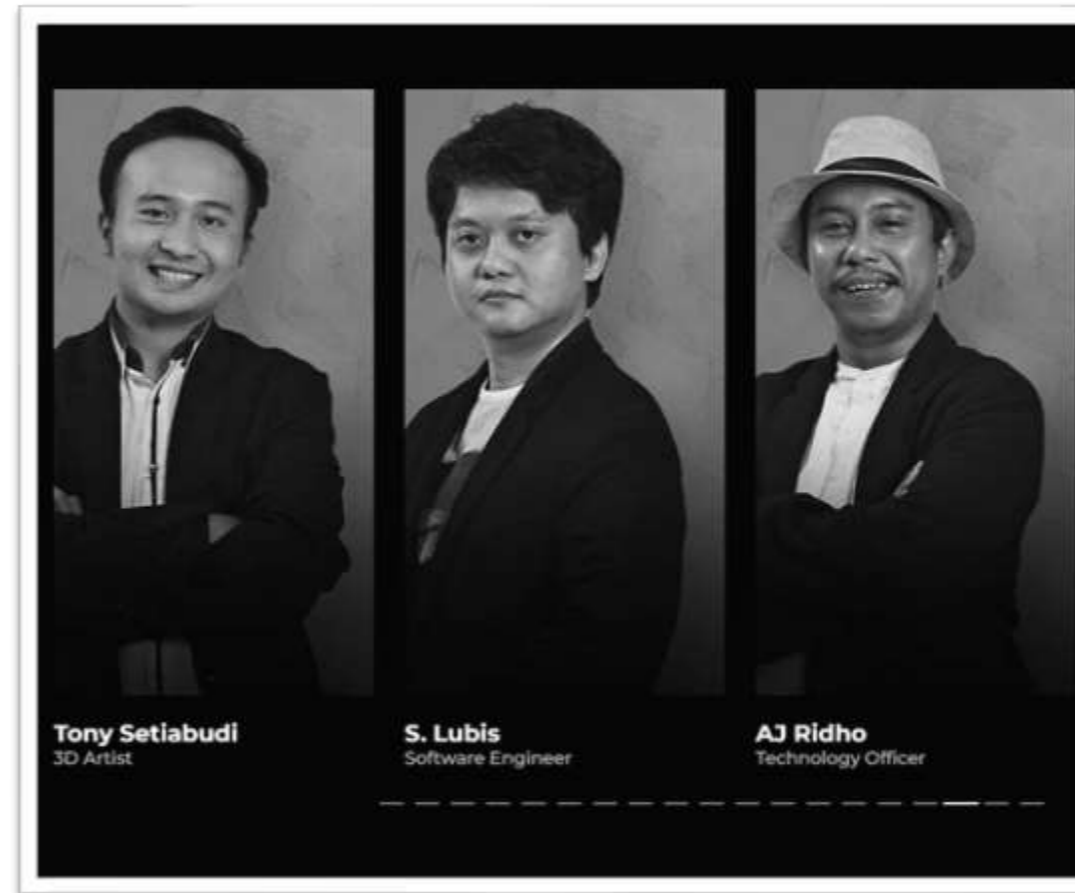 Tony Setiabudi
3D Artist
S. Lubis
Software Engineer
AJ Ridho
Technology Officer